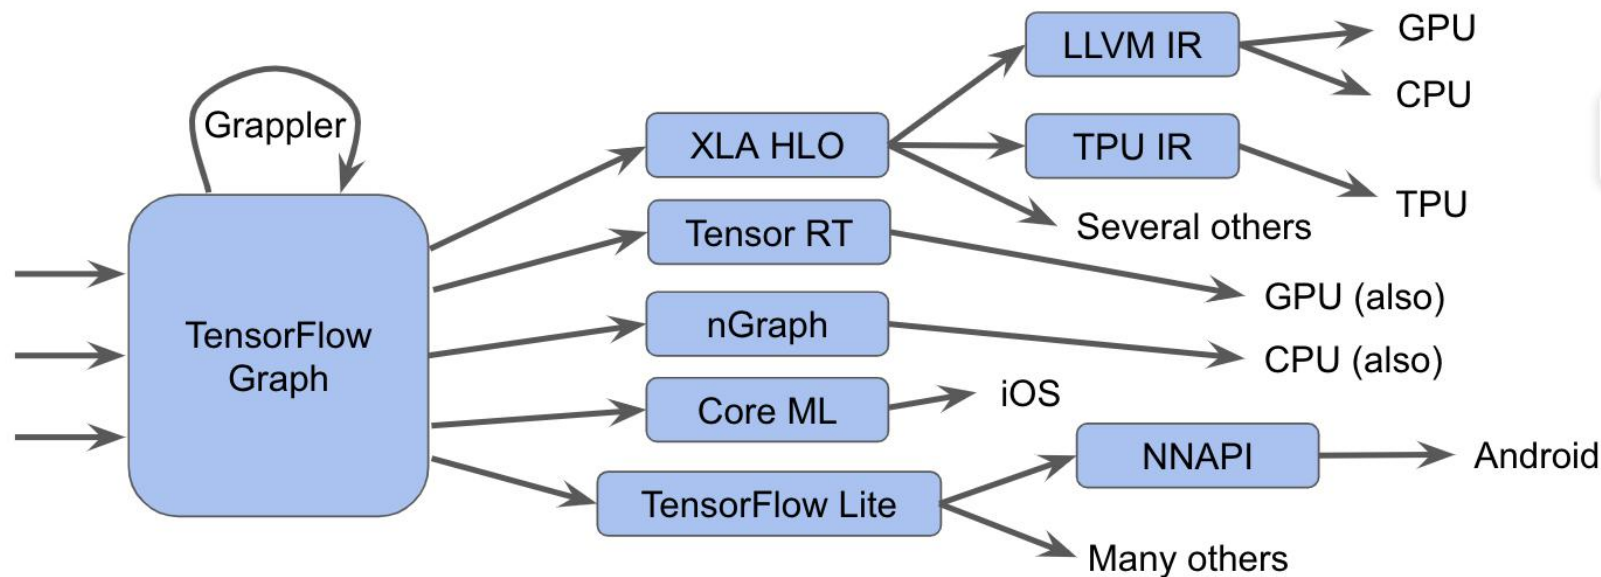 Grappler
TensorFlow
Graph
XLA HLO
LLVM IR
GPU
CPU
TPU IR
TPU
Several others
Tensor RT
GPU (also)
nGraph
CPU (also)
Core ML
iOS
TensorFlow Lite
NNAPI
Android
Many others